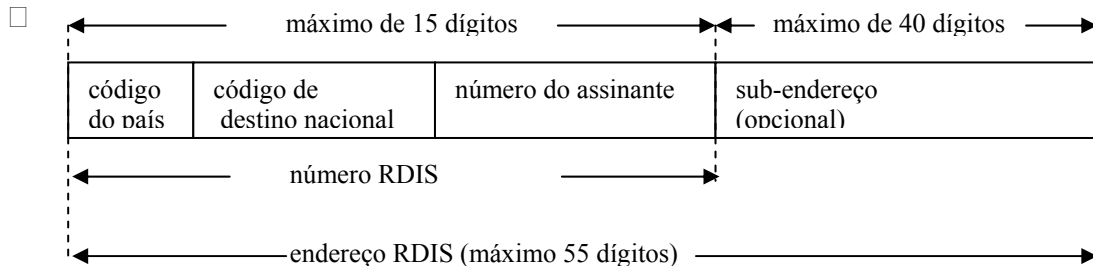 máximo de 15 dígitos máximo de 40 dígitos
código do país
código de destino nacional
número do assinante
sub-endereço (opcional)
número RDIS
endereço RDIS (máximo 55 dígitos)